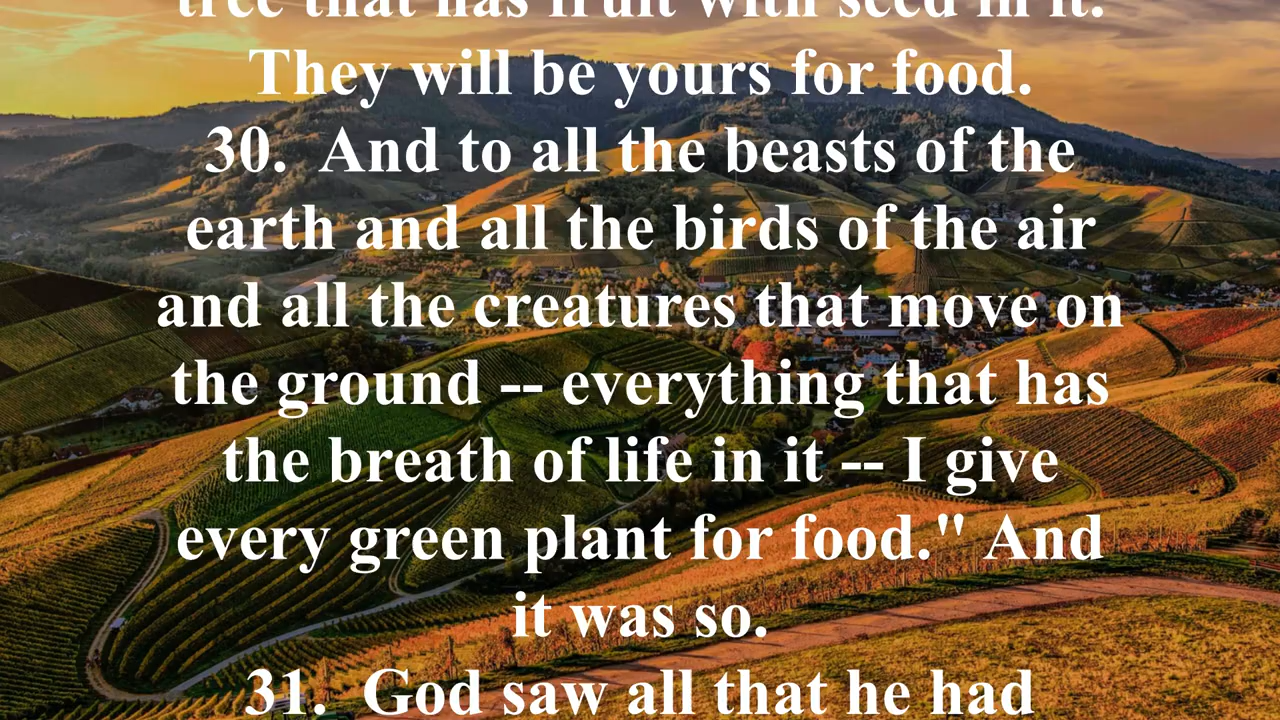 tree that has fruit with seed in it.
They will be yours for food.
30.  And to all the beasts of the
earth and all the birds of the air
and all the creatures that move on
the ground -- everything that has
the breath of life in it -- I give
every green plant for food." And
it was so.
31.  God saw all that he had